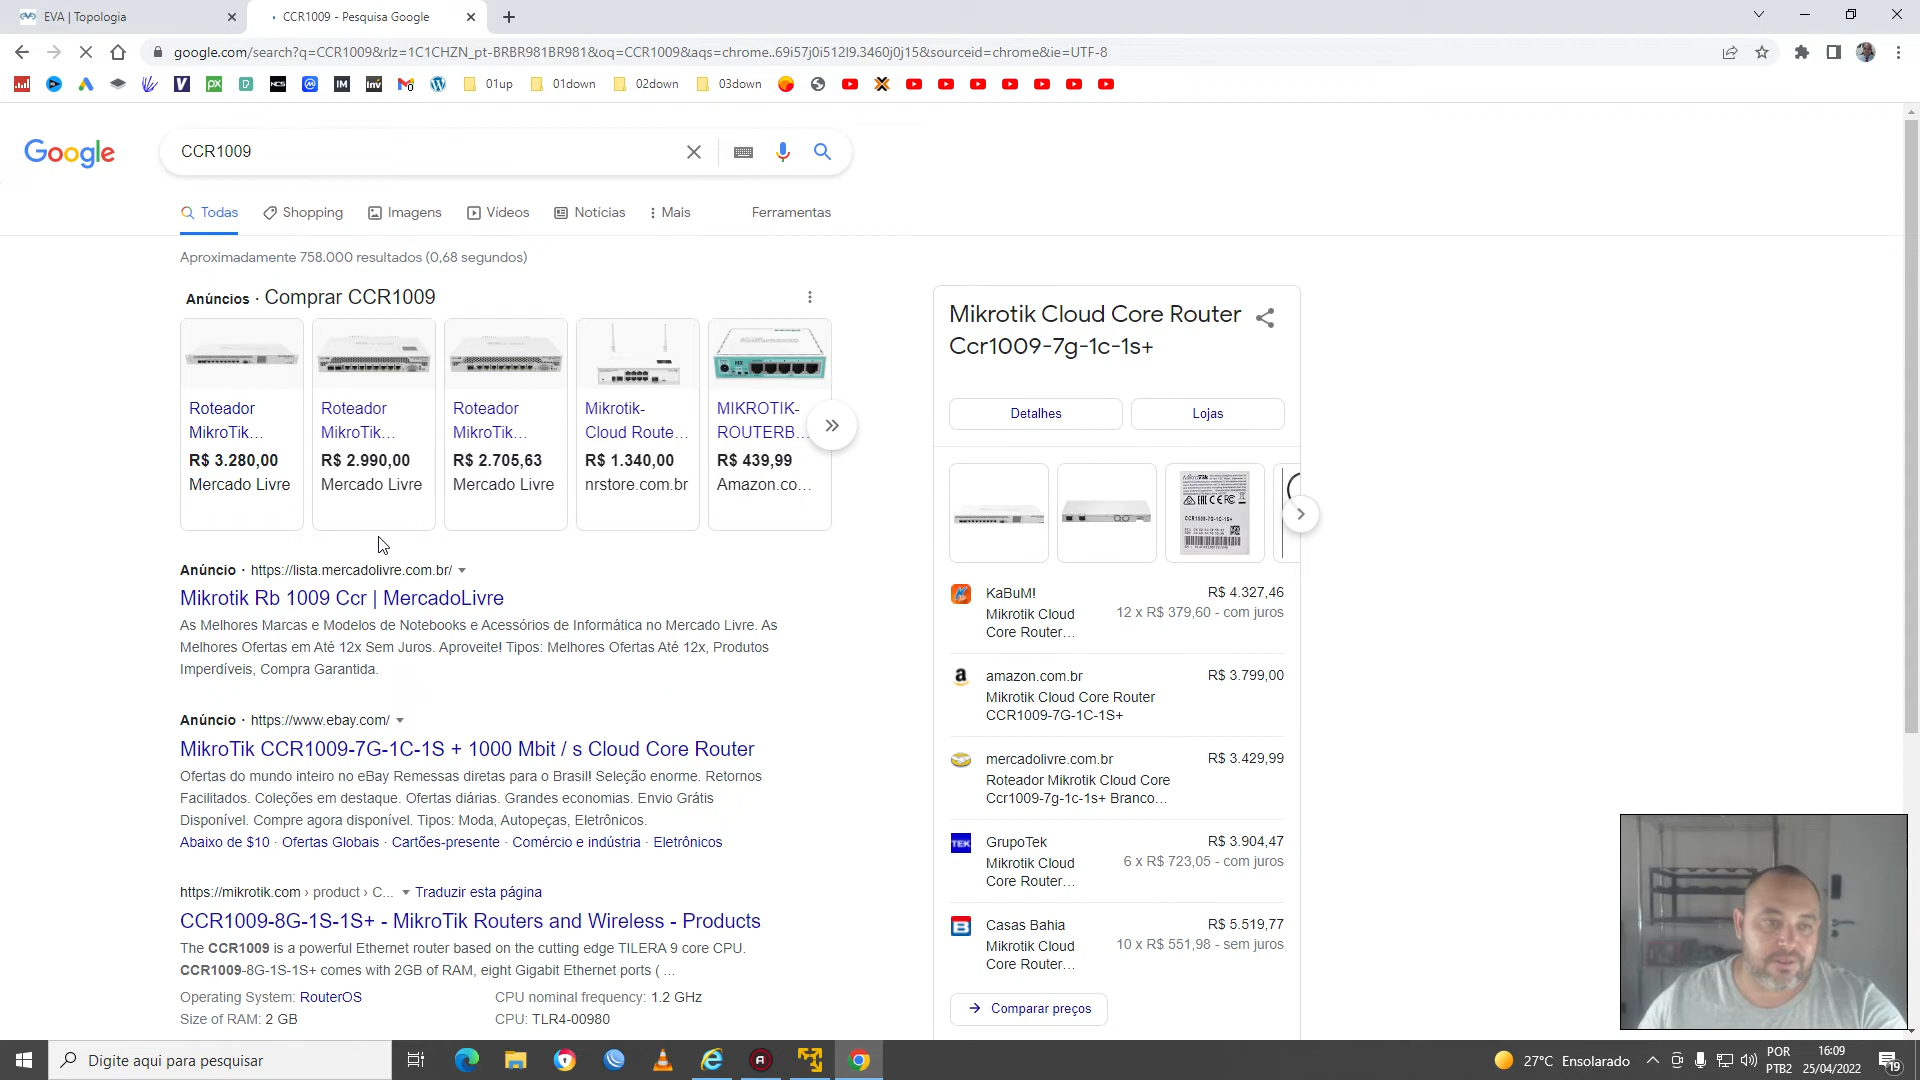 EVA | Topologia
CCR1009 - Pesquisa Google
google.com/search?q=CCR1009&rlz=1C1CHZN_pt-BRBR981BR981&oq=CCR1009&aqs=chrome..69i57j0i512l9.3460j0j15&sourceid=chrome&ie=UTF-8
01up
01down
02down
03down
Google
CCR1009
Todas
Shopping
Imagens
Vídeos
Notícias
Mais
Ferramentas
Aproximadamente 758.000 resultados (0,68 segundos)
Anúncios · Comprar CCR1009
Roteador
MikroTik...
R$ 3.280,00
Mercado Livre
Roteador
MikroTik...
R$ 2.990,00
Mercado Livre
Roteador
MikroTik...
R$ 2.705,63
Mercado Livre
Mikrotik-
Cloud Route...
R$ 1.340,00
nrstore.com.br
MIKROTIK-
ROUTERB...
R$ 439,99
Amazon.co...
Anúncio · https://lista.mercadolivre.com.br/
Mikrotik Rb 1009 Ccr | MercadoLivre
As Melhores Marcas e Modelos de Notebooks e Acessórios de Informática no Mercado Livre. As
Melhores Ofertas em Até 12x Sem Juros. Aproveite! Tipos: Melhores Ofertas Até 12x, Produtos
Imperdíveis, Compra Garantida.
Anúncio · https://www.ebay.com/
MikroTik CCR1009-7G-1C-1S + 1000 Mbit / s Cloud Core Router
Ofertas do mundo inteiro no eBay Remessas diretas para o Brasil! Seleção enorme. Retornos
Facilitados. Coleções em destaque. Ofertas diárias. Grandes economias. Envio Grátis
Disponível. Compre agora disponível. Tipos: Moda, Autopeças, Eletrônicos.
Abaixo de $10 · Ofertas Globais · Cartões-presente · Comércio e indústria · Eletrônicos
https://mikrotik.com › product › C...
Traduzir esta página
CCR1009-8G-1S-1S+ - MikroTik Routers and Wireless - Products
The CCR1009 is a powerful Ethernet router based on the cutting edge TILERA 9 core CPU.
CCR1009-8G-1S-1S+ comes with 2GB of RAM, eight Gigabit Ethernet ports ( ...
Operating System: RouterOS
CPU nominal frequency: 1.2 GHz
Size of RAM: 2 GB
CPU: TLR4-00980
Mikrotik Cloud Core Router
Ccr1009-7g-1c-1s+
Detalhes
Lojas
CCR1009-7G-1C-1S+
KaBuM!
R$ 4.327,46
Mikrotik Cloud
Core Router...
12 x R$ 379,60 - com juros
amazon.com.br
R$ 3.799,00
Mikrotik Cloud Core Router
CCR1009-7G-1C-1S+
mercadolivre.com.br
R$ 3.429,99
Roteador Mikrotik Cloud Core
Ccr1009-7g-1c-1s+ Branco...
TEK
GrupoTek
R$ 3.904,47
Mikrotik Cloud
Core Router...
6 x R$ 723,05 - com juros
Casas Bahia
R$ 5.519,77
Mikrotik Cloud
Core Router...
10 x R$ 551,98 - sem juros
Comparar preços
Digite aqui para pesquisar
27°C Ensolarado
POR
PTB2
16:09
25/04/2022
19